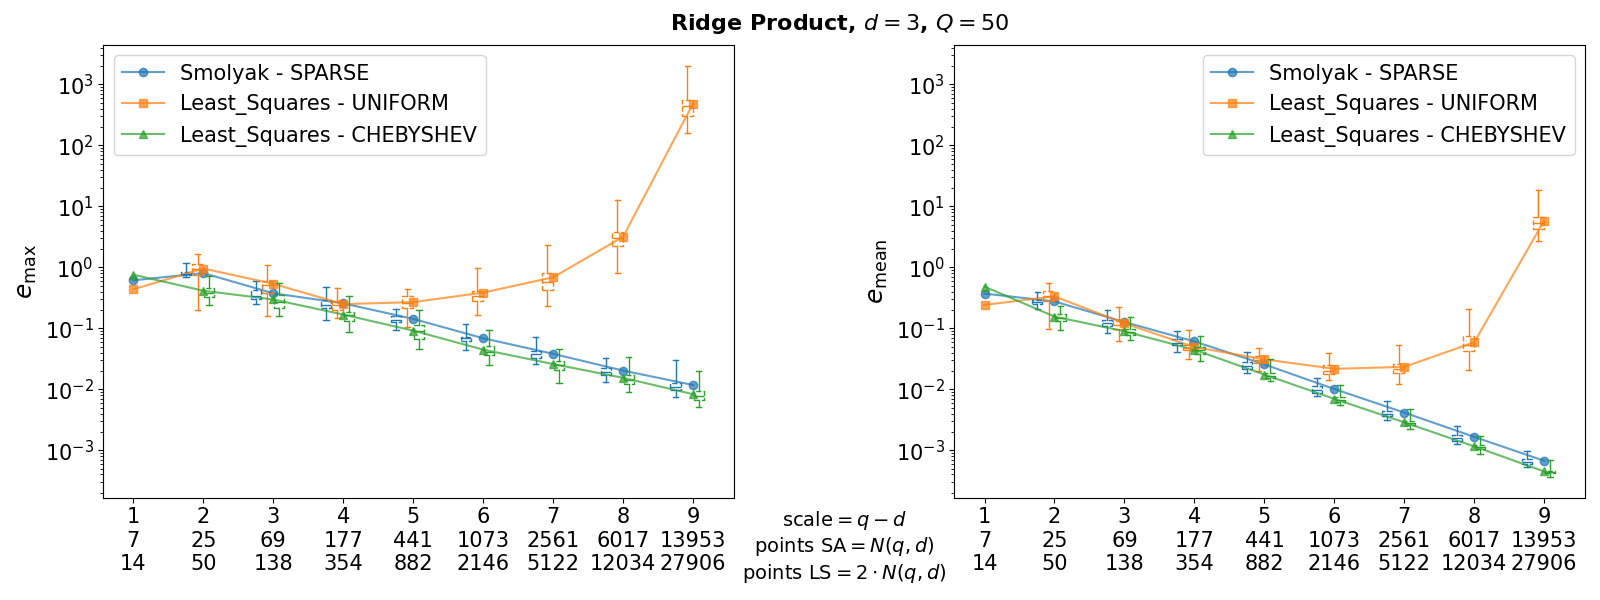 Ridge Product, d = 3, Q = 50
Smolyak - SPARSE
Least_Squares - UNIFORM
Least_Squares - CHEBYSHEV
10³
10²
10¹
10⁰
10⁻¹
10⁻²
10⁻³
e_max
1 2 3 4 5 6 7 8 9
7 25 69 177 441 1073 2561 6017 13953
14 50 138 354 882 2146 5122 12034 27906
scale = q − d
points SA = N(q, d)
points LS = 2 · N(q, d)
Smolyak - SPARSE
Least_Squares - UNIFORM
Least_Squares - CHEBYSHEV
10³
10²
10¹
10⁰
10⁻¹
10⁻²
10⁻³
e_mean
1 2 3 4 5 6 7 8 9
7 25 69 177 441 1073 2561 6017 13953
14 50 138 354 882 2146 5122 12034 27906